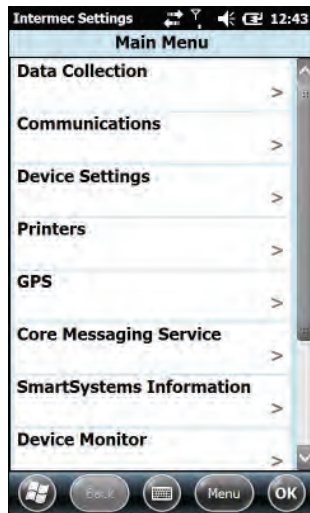 Intermec Settings 12:43
Main Menu
Data Collection
>
Communications
>
Device Settings
>
Printers
>
GPS
>
Core Messaging Service
>
SmartSystems Information
>
Device Monitor
>
Back Menu OK